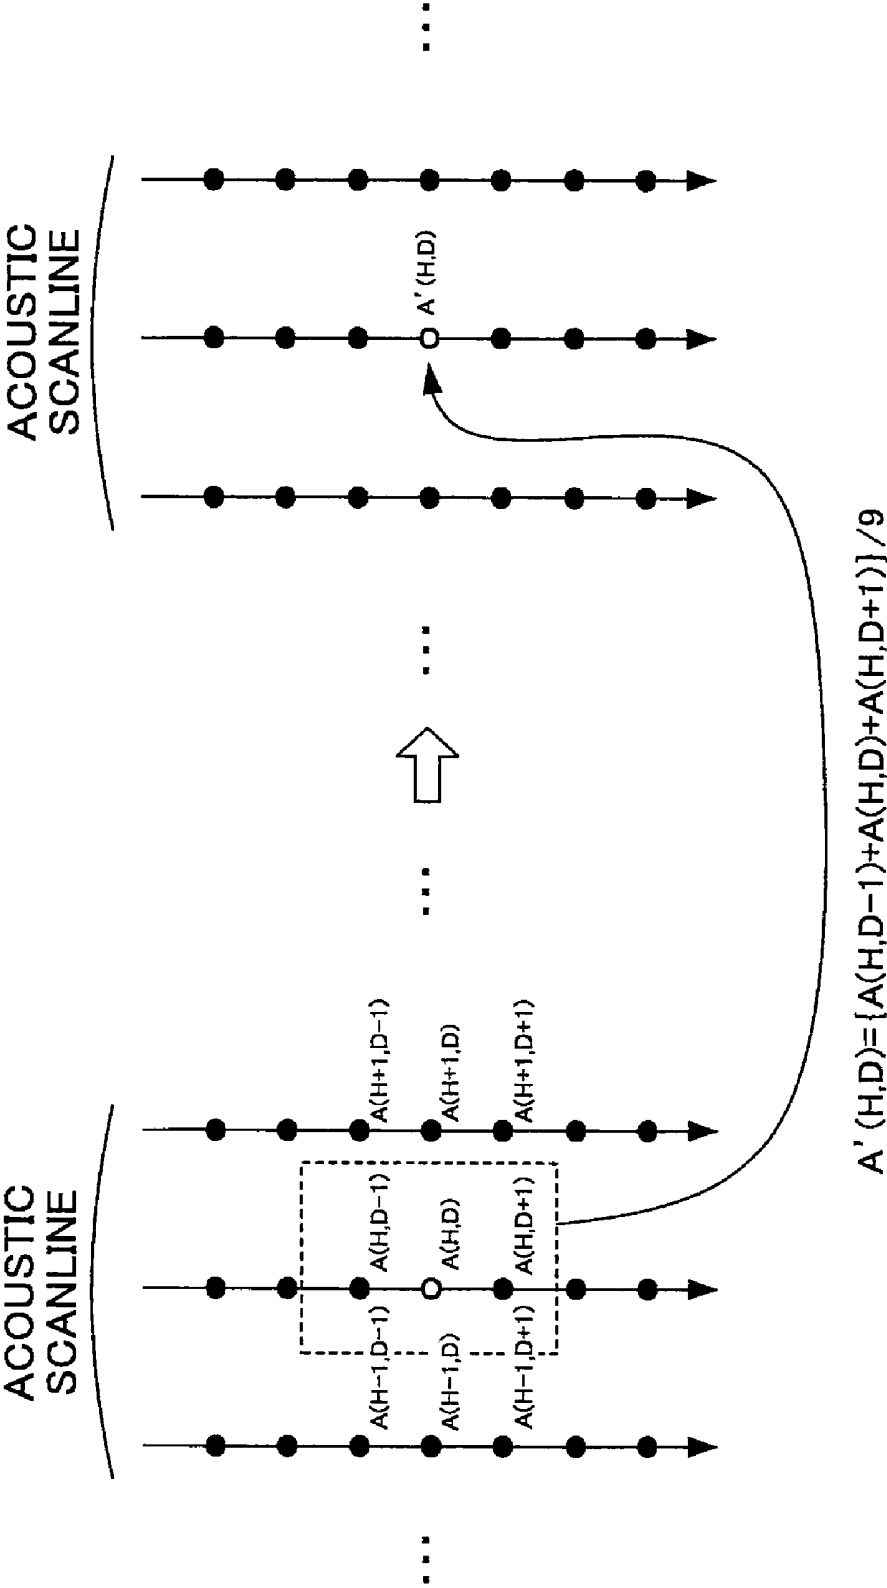 ACOUSTIC
SCANLINE
ACOUSTIC
SCANLINE
A(H-1,D-1)
A(H,D-1)
A(H+1,D-1)
A(H-1,D)
A(H,D)
A(H+1,D)
A'(H,D)
A(H-1,D+1)
A(H,D+1)
A(H+1,D+1)
A'(H,D)={A(H,D-1)+A(H,D)+A(H,D+1)}/9